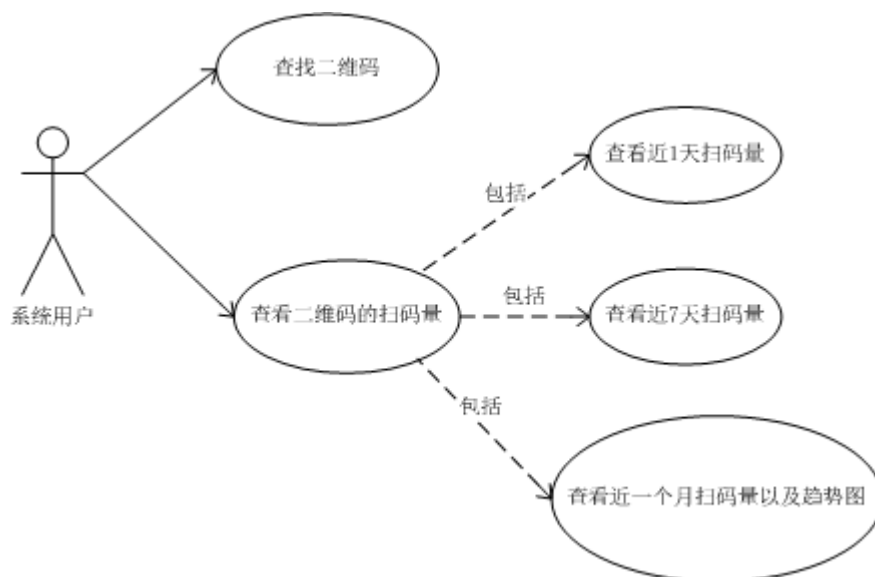 查找二维码
查看近1天扫码量
包括
包括
查看二维码的扫码量
查看近7天扫码量
系统用户
包括
查看近一个月扫码量以及趋势图